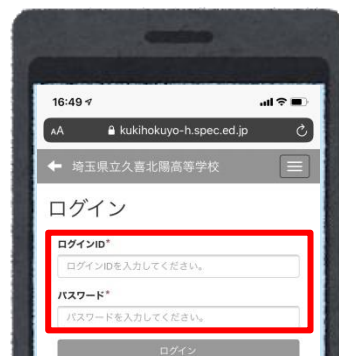 16:49
AA kukihokuyo-h.spec.ed.jp
埼玉県立久喜北陽高等学校
ログイン
ログインID*
ログインIDを入力してください。
パスワード*
パスワードを入力してください。
ログイン